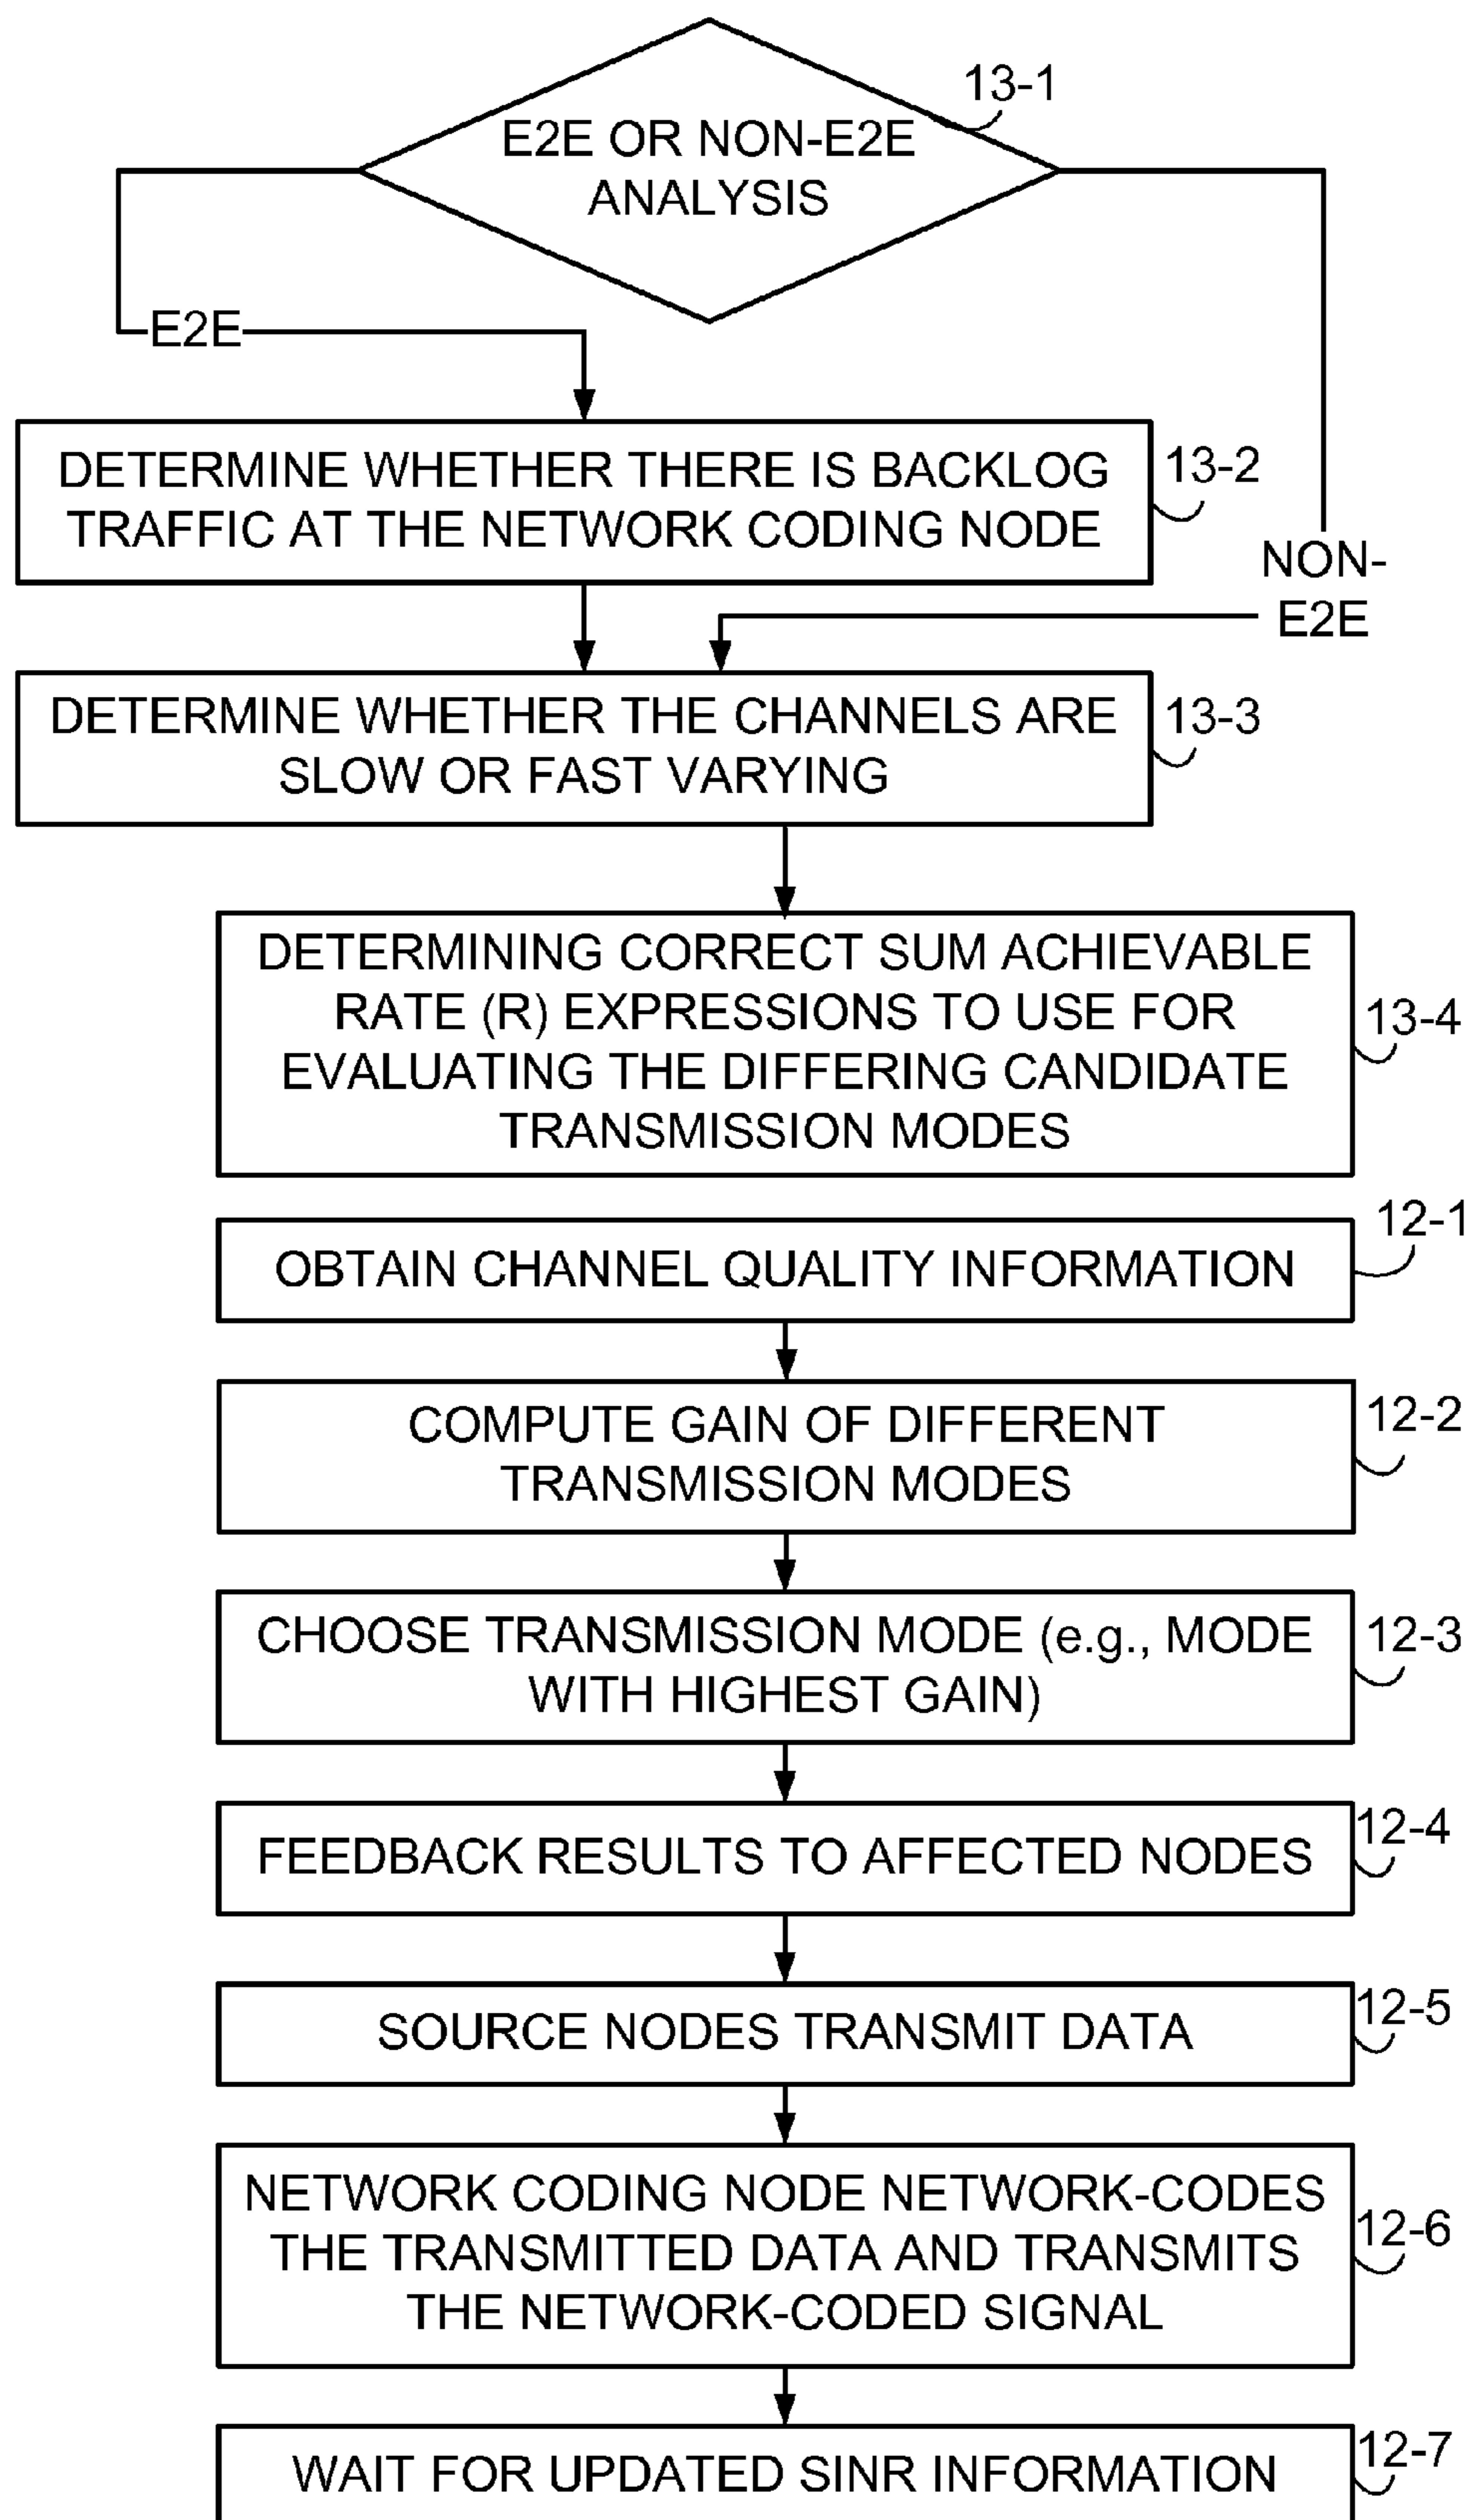 13-1
E2E OR NON-E2E
ANALYSIS
E2E
DETERMINE WHETHER THERE IS BACKLOG
TRAFFIC AT THE NETWORK CODING NODE
13-2
NON-
E2E
DETERMINE WHETHER THE CHANNELS ARE
SLOW OR FAST VARYING
13-3
DETERMINING CORRECT SUM ACHIEVABLE
RATE (R) EXPRESSIONS TO USE FOR
EVALUATING THE DIFFERING CANDIDATE
TRANSMISSION MODES
13-4
12-1
OBTAIN CHANNEL QUALITY INFORMATION
COMPUTE GAIN OF DIFFERENT
TRANSMISSION MODES
12-2
CHOOSE TRANSMISSION MODE (e.g., MODE
WITH HIGHEST GAIN)
12-3
FEEDBACK RESULTS TO AFFECTED NODES
12-4
SOURCE NODES TRANSMIT DATA
12-5
NETWORK CODING NODE NETWORK-CODES
THE TRANSMITTED DATA AND TRANSMITS
THE NETWORK-CODED SIGNAL
12-6
WAIT FOR UPDATED SINR INFORMATION
12-7